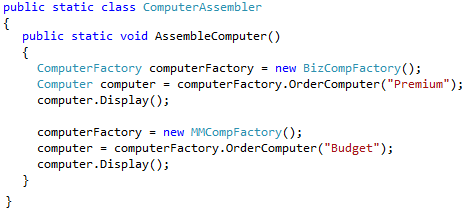 public static class ComputerAssembler
{
public static void AssembleComputer()
{
ComputerFactory computerFactory = new BizCompFactory();
Computer computer = computerFactory.OrderComputer("Premium");
computer.Display();
computerFactory = new MMCompFactory();
computer = computerFactory.OrderComputer("Budget");
computer.Display();
}
}